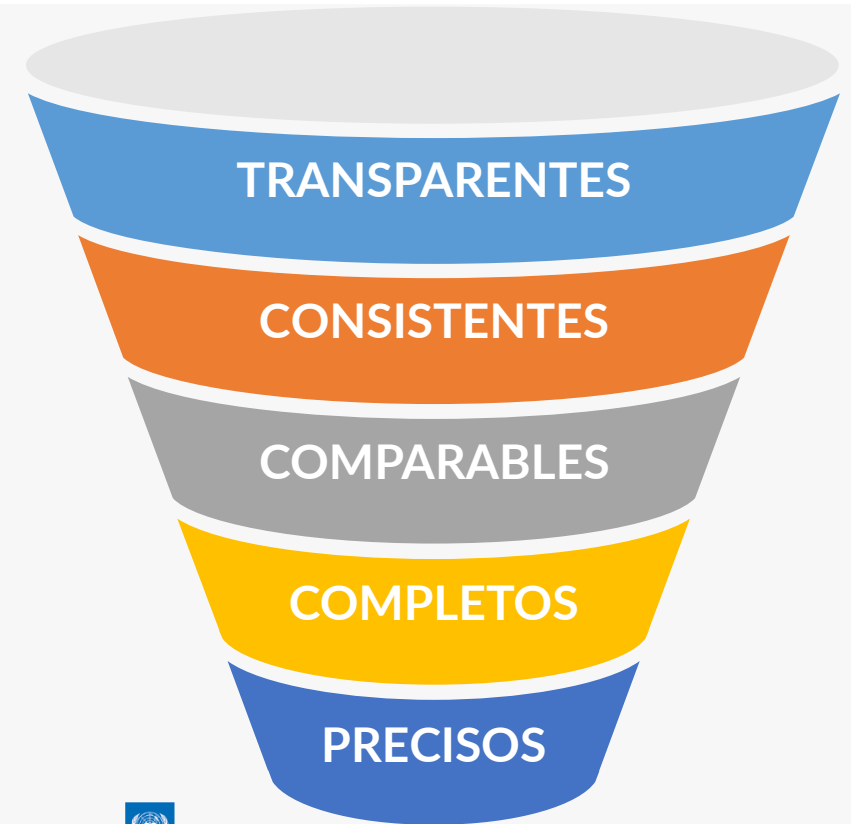 TRANSPARENTES
CONSISTENTES
COMPARABLES
COMPLETOS
PRECISOS